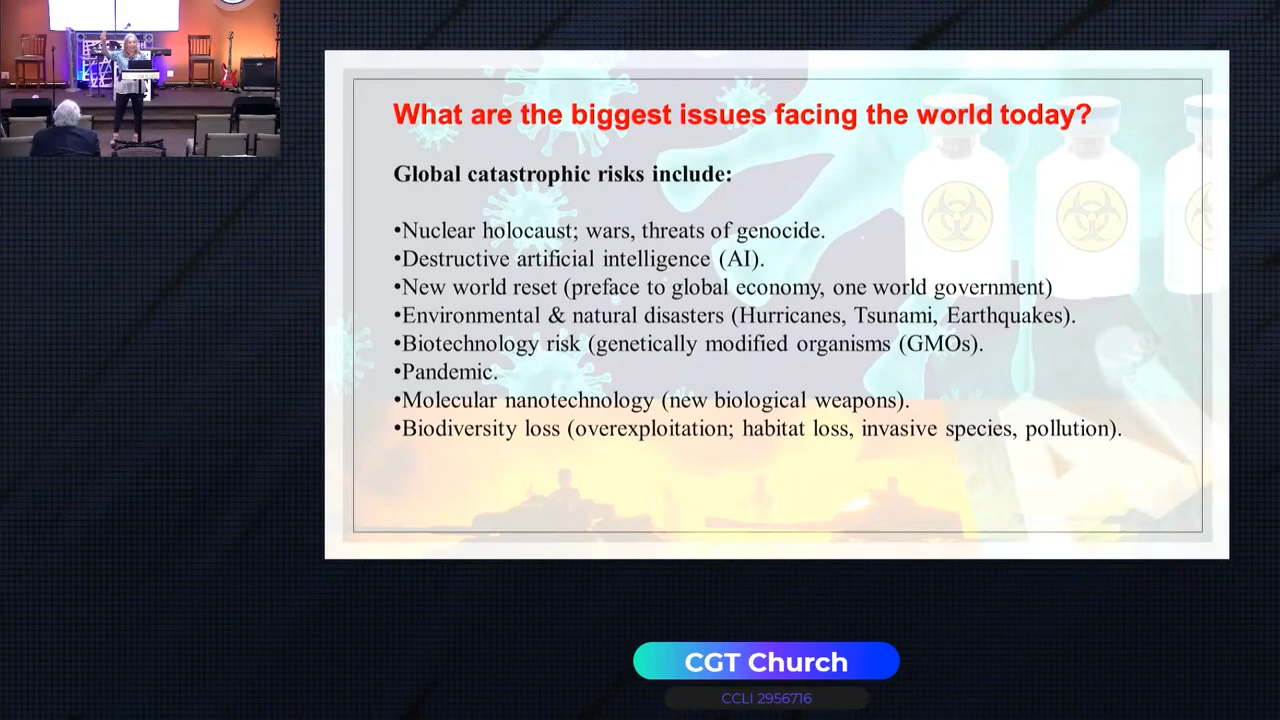 What are the biggest issues facing the world today?
Global catastrophic risks include:
•Nuclear holocaust; wars, threats of genocide.
•Destructive artificial intelligence (AI).
•New world reset (preface to global economy, one world government)
•Environmental & natural disasters (Hurricanes, Tsunami, Earthquakes).
•Biotechnology risk (genetically modified organisms (GMOs).
•Pandemic.
•Molecular nanotechnology (new biological weapons).
•Biodiversity loss (overexploitation; habitat loss, invasive species, pollution).
CGT Church
CCLI 2956716